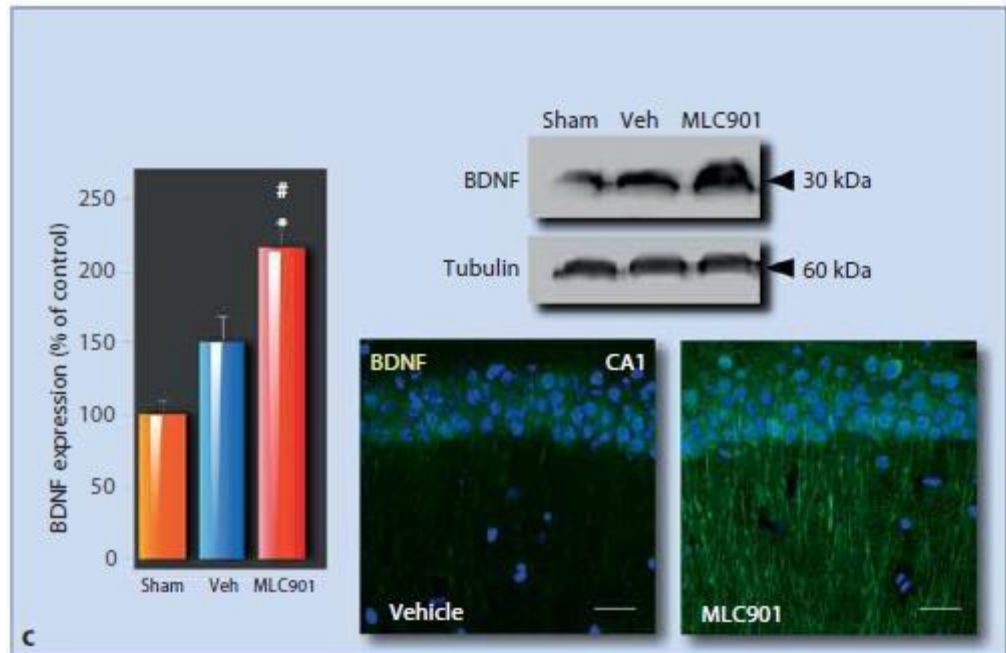 Sham Veh MLC901
BDNF 30 kDa
Tubulin 60 kDa
BDNF expression (% of control)
250
200
150
100
50
0
#
Sham Veh MLC901
BDNF CA1
Vehicle
MLC901
c